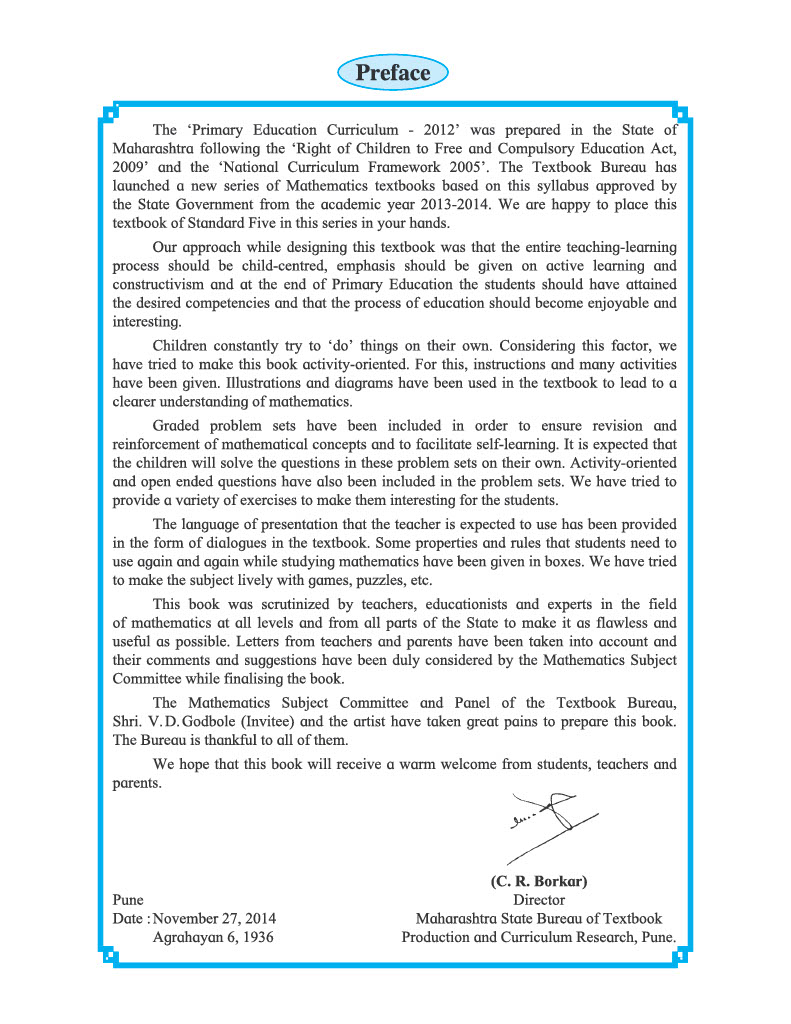 Preface
The ‘Primary Education Curriculum - 2012’ was prepared in the State of
Maharashtra following the ‘Right of Children to Free and Compulsory Education Act,
2009’ and the ‘National Curriculum Framework 2005’. The Textbook Bureau has
launched a new series of Mathematics textbooks based on this syllabus approved by
the State Government from the academic year 2013-2014. We are happy to place this
textbook of Standard Five in this series in your hands.
Our approach while designing this textbook was that the entire teaching-learning
process should be child-centred, emphasis should be given on active learning and
constructivism and at the end of Primary Education the students should have attained
the desired competencies and that the process of education should become enjoyable and
interesting.
Children constantly try to ‘do’ things on their own. Considering this factor, we
have tried to make this book activity-oriented. For this, instructions and many activities
have been given. Illustrations and diagrams have been used in the textbook to lead to a
clearer understanding of mathematics.
Graded problem sets have been included in order to ensure revision and
reinforcement of mathematical concepts and to facilitate self-learning. It is expected that
the children will solve the questions in these problem sets on their own. Activity-oriented
and open ended questions have also been included in the problem sets. We have tried to
provide a variety of exercises to make them interesting for the students.
The language of presentation that the teacher is expected to use has been provided
in the form of dialogues in the textbook. Some properties and rules that students need to
use again and again while studying mathematics have been given in boxes. We have tried
to make the subject lively with games, puzzles, etc.
This book was scrutinized by teachers, educationists and experts in the field
of mathematics at all levels and from all parts of the State to make it as flawless and
useful as possible. Letters from teachers and parents have been taken into account and
their comments and suggestions have been duly considered by the Mathematics Subject
Committee while finalising the book.
The Mathematics Subject Committee and Panel of the Textbook Bureau,
Shri. V. D. Godbole (Invitee) and the artist have taken great pains to prepare this book.
The Bureau is thankful to all of them.
We hope that this book will receive a warm welcome from students, teachers and
parents.
(C. R. Borkar)
Pune Director
Date : November 27, 2014 Maharashtra State Bureau of Textbook
Agrahayan 6, 1936 Production and Curriculum Research, Pune.